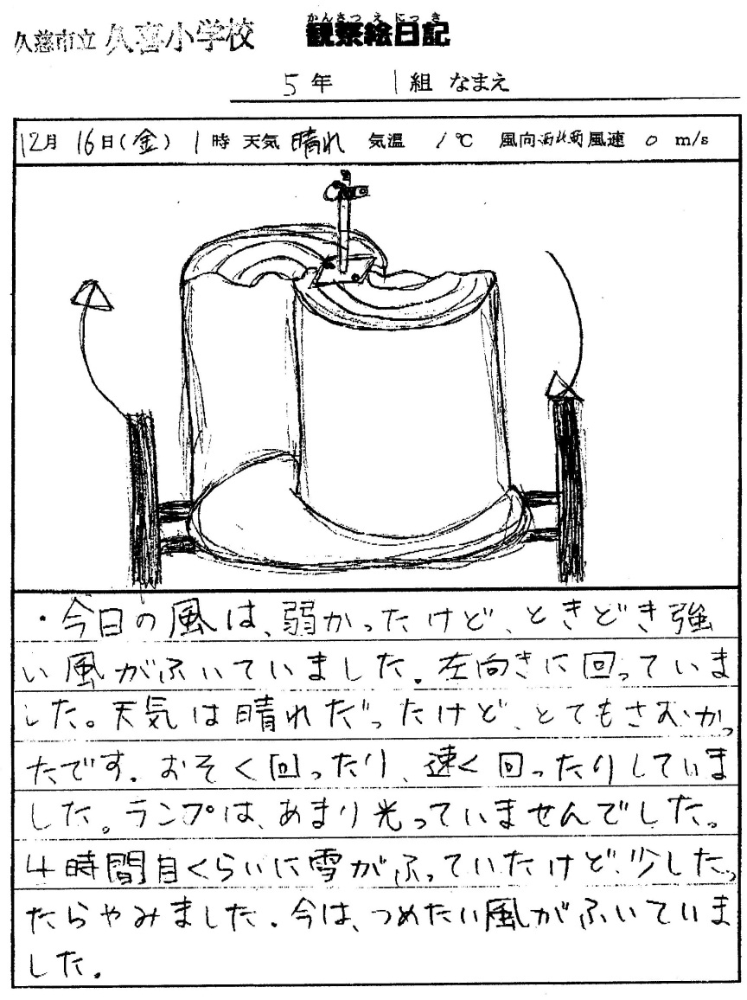 久慈市立 久喜小学校
かんさつ え にっ き
観察絵日記
5年 1組 なまえ
12月 16日(金) 1時 天気 晴れ 気温 1℃ 風向 西北西 風速 0 m/s
・今日の風は、弱かったけど、ときどき強
い風がふいていました。左向きに回っていま
した。天気は晴れだったけど、とてもさむかっ
たです。おそく回ったり、速く回ったりしていま
した。ランプは、あまり光っていませんでした。
4時間目くらいに雪がふっていたけど、少したっ
たらやみました。今は、つめたい風がふいていま
した。